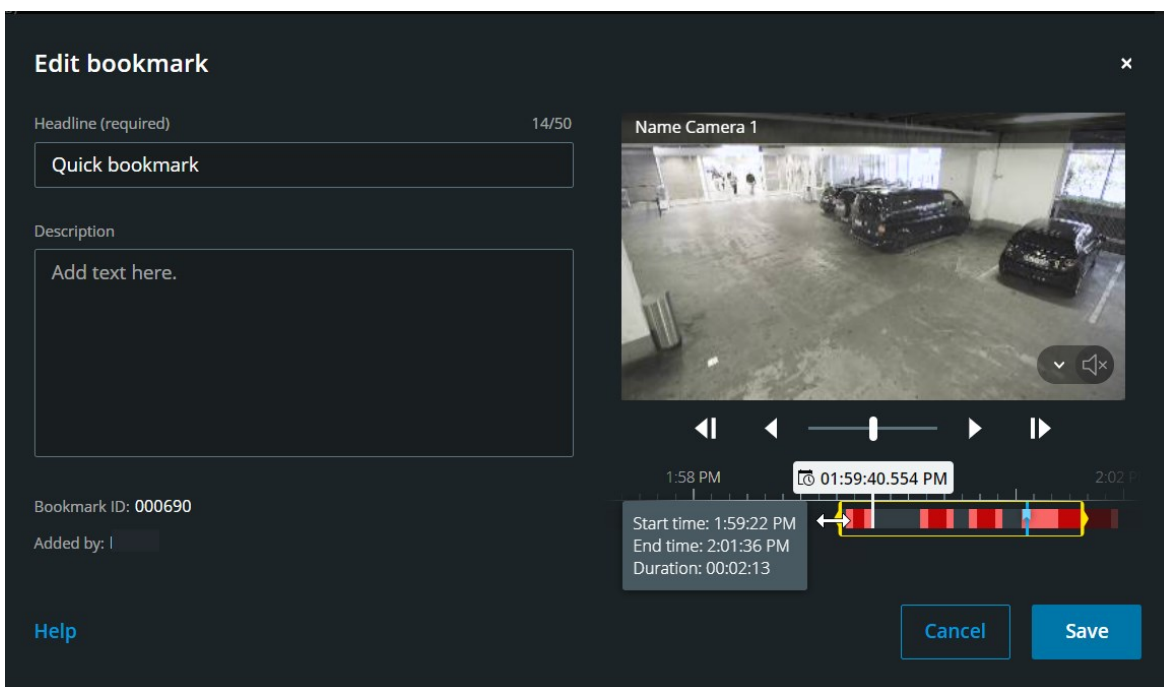 Edit bookmark
Headline (required) 14/50
Quick bookmark
Description
Add text here.
Bookmark ID: 000690
Added by:
Help
Name Camera 1
1:58 PM 01:59:40.554 PM 2:02 P
Start time: 1:59:22 PM
End time: 2:01:36 PM
Duration: 00:02:13
Cancel Save